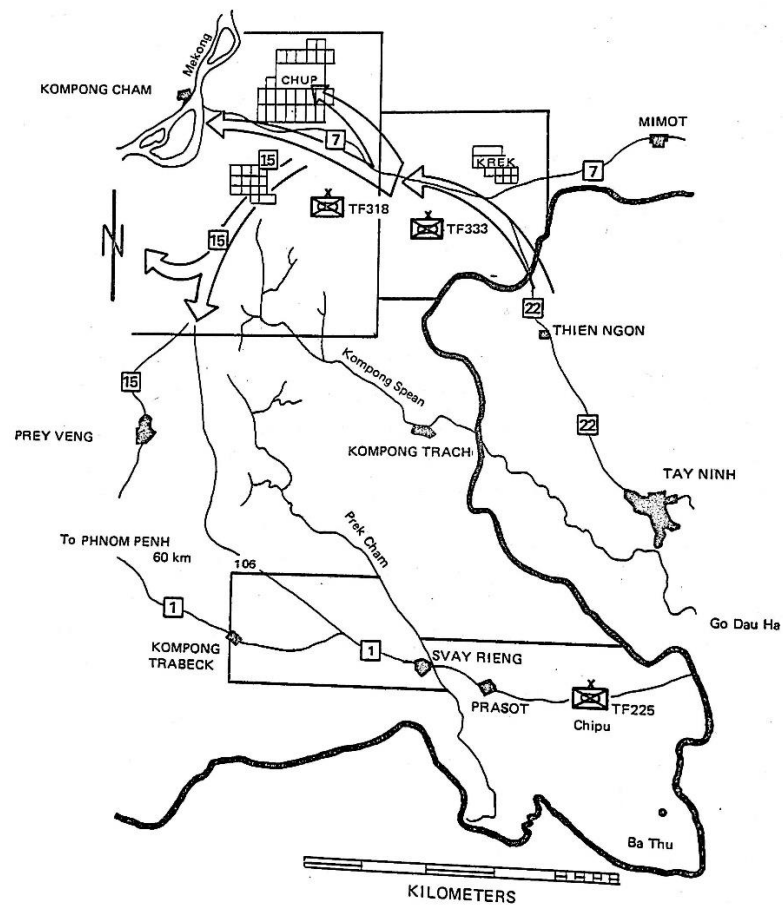 Mekong
CHUP
KOMPONG CHAM
7
MIMOT
KREK
15
7
TF318
TF333
N
15
22
THIEN NGON
Kompong Spean
15
22
PREY VENG
KOMPONG TRACH
TAY NINH
Prek Cham
To PHNOM PENH
60 km
106
1
Go Dau Ha
KOMPONG
TRABECK
1
SVAY RIENG
PRASOT
TF225
Chipu
Ba Thu
KILOMETERS